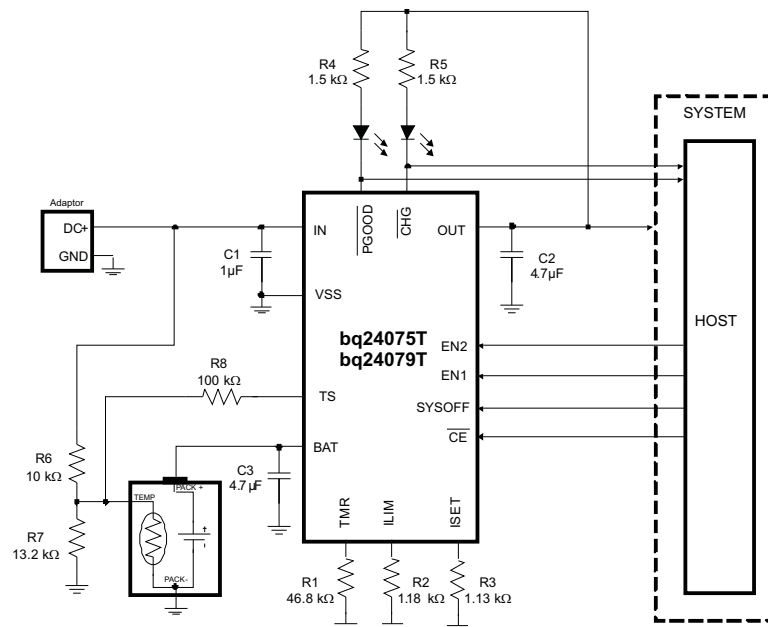 R4
1.5 kΩ
R5
1.5 kΩ
SYSTEM
Adaptor
DC+
GND
C1
1µF
IN
PGOOD
CHG
OUT
C2
4.7µF
VSS
HOST
bq24075T
bq24079T
EN2
EN1
R8
100 kΩ
TS
SYSOFF
CE
BAT
R6
10 kΩ
C3
4.7µF
PACK +
TEMP
+
-
R7
13.2 kΩ
PACK-
TMR
ILIM
ISET
R1
46.8 kΩ
R2
1.18 kΩ
R3
1.13 kΩ